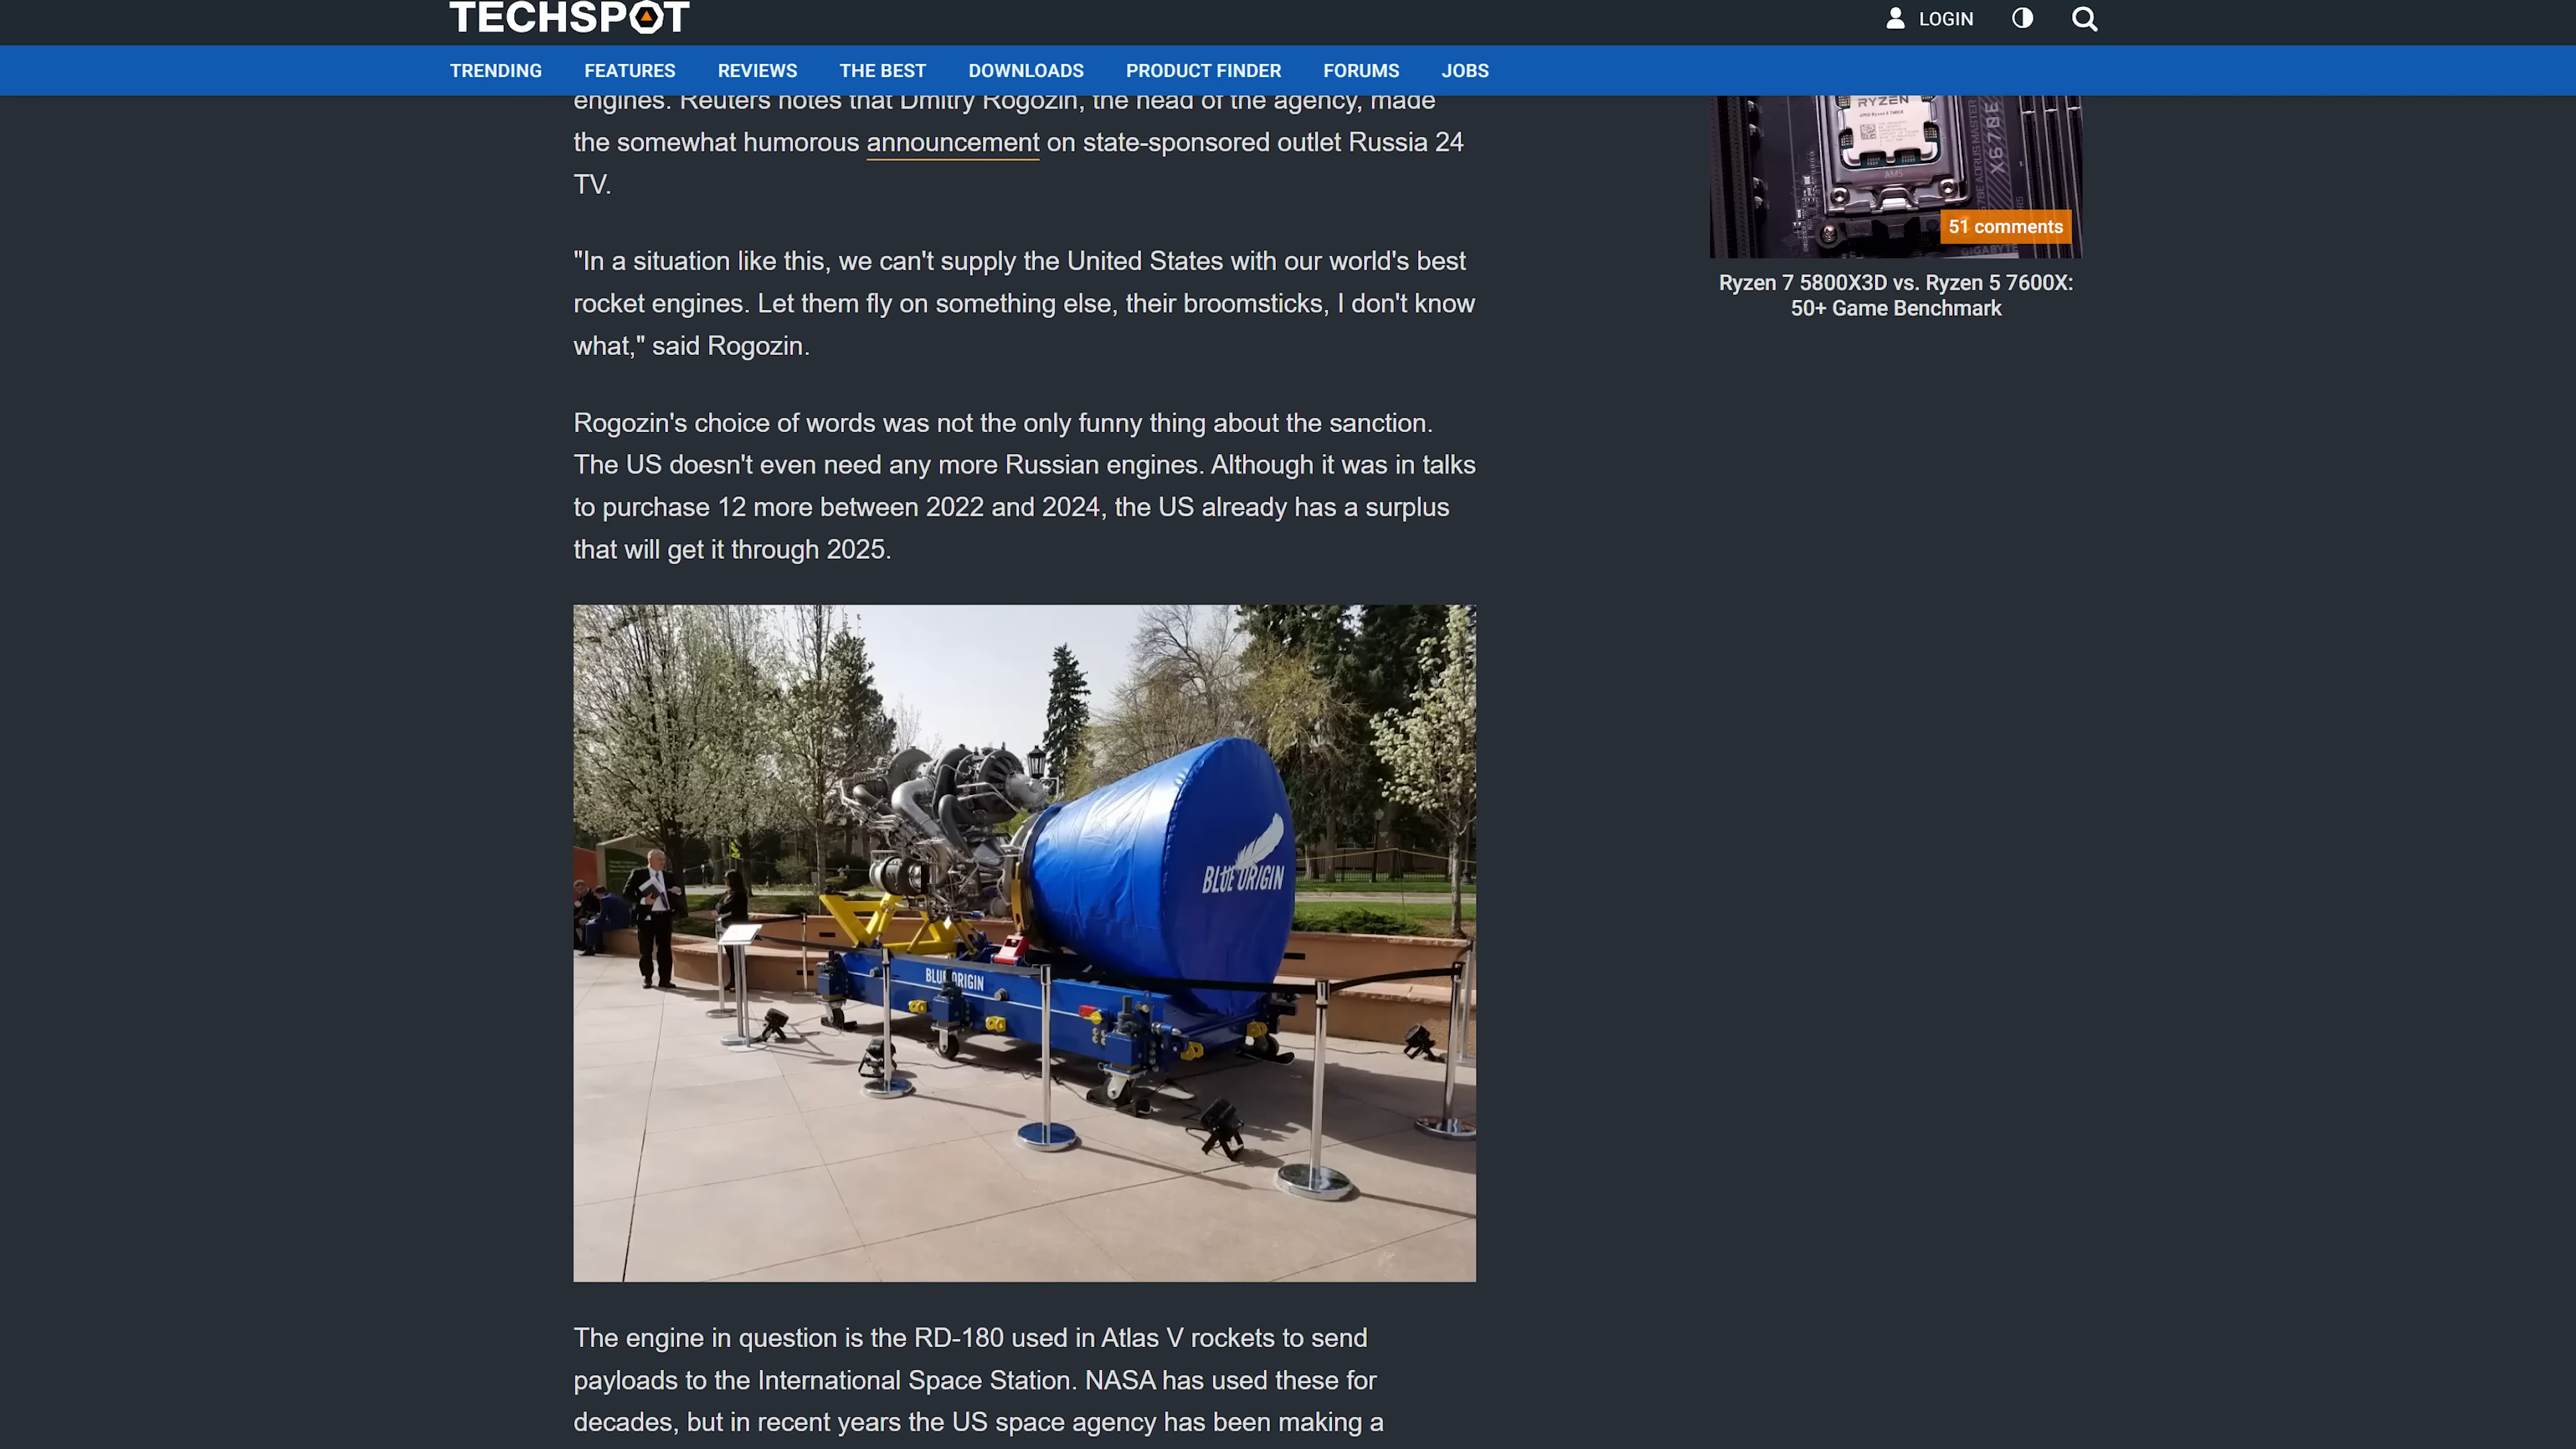 TECHSPOT
LOGIN
TRENDING FEATURES REVIEWS THE BEST DOWNLOADS PRODUCT FINDER FORUMS JOBS
engines. Reuters notes that Dmitry Rogozin, the head of the agency, made
the somewhat humorous announcement on state-sponsored outlet Russia 24
TV.
"In a situation like this, we can't supply the United States with our world's best
rocket engines. Let them fly on something else, their broomsticks, I don't know
what," said Rogozin.
Rogozin's choice of words was not the only funny thing about the sanction.
The US doesn't even need any more Russian engines. Although it was in talks
to purchase 12 more between 2022 and 2024, the US already has a surplus
that will get it through 2025.
BLUE ORIGIN
BLUE ORIGIN
The engine in question is the RD-180 used in Atlas V rockets to send
payloads to the International Space Station. NASA has used these for
decades, but in recent years the US space agency has been making a
RYZEN
AM5
X670E
GIGABYTE
51 comments
Ryzen 7 5800X3D vs. Ryzen 5 7600X:
50+ Game Benchmark